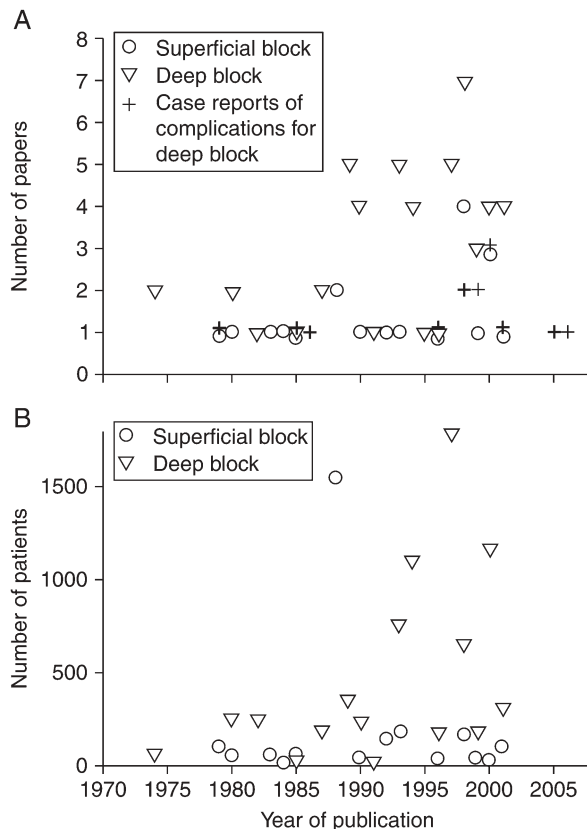 A
Superficial block
Deep block
Case reports of
complications for
deep block
Number of papers
8
7
6
5
4
3
2
1
0
B
Superficial block
Deep block
Number of patients
1500
1000
500
0
1970 1975 1980 1985 1990 1995 2000 2005
Year of publication